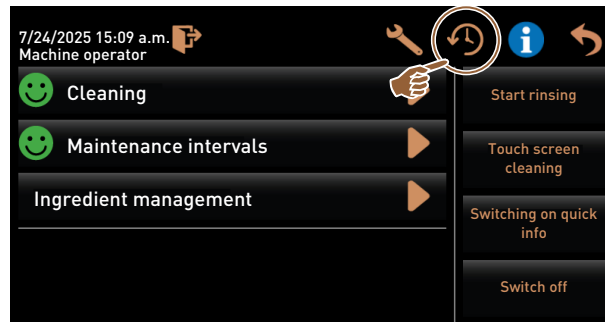 7/24/2025 15:09 a.m.
Machine operator
Cleaning
Maintenance intervals
Ingredient management
Start rinsing
Touch screen
cleaning
Switching on quick
info
Switch off